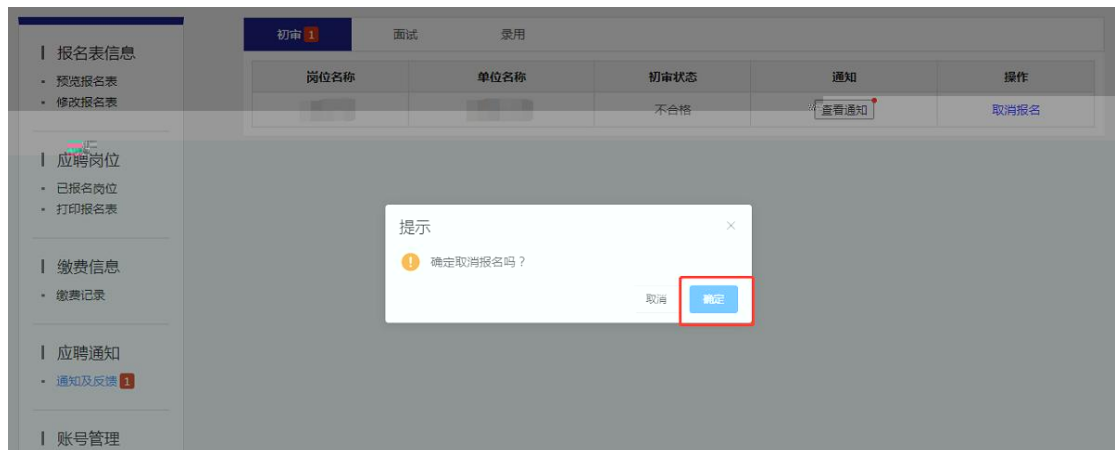 初审 1 面试 录用
报名表信息
预览报名表
修改报名表
岗位名称 单位名称 初审状态 通知 操作
不合格 查看通知 取消报名
应聘岗位
已报名岗位
打印报名表
缴费信息
缴费记录
应聘通知
通知及反馈 1
账号管理
提示
确定取消报名吗？
取消 确定